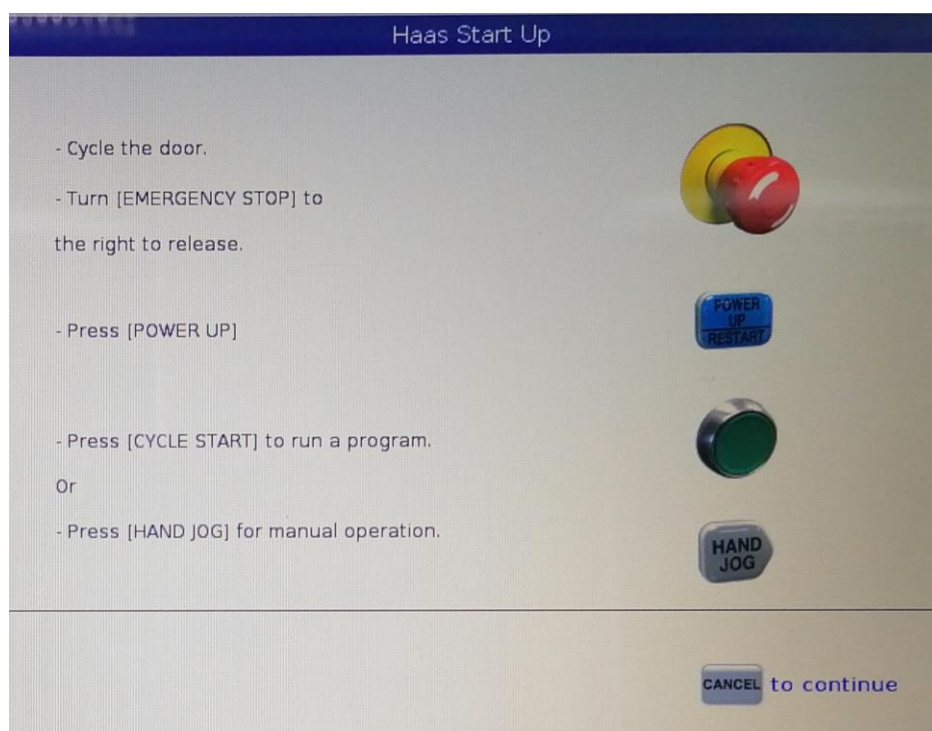 Haas Start Up
- Cycle the door.
- Turn [EMERGENCY STOP] to
the right to release.
- Press [POWER UP]
POWER
UP
RESTART
- Press [CYCLE START] to run a program.
Or
- Press [HAND JOG] for manual operation.
HAND
JOG
CANCEL to continue